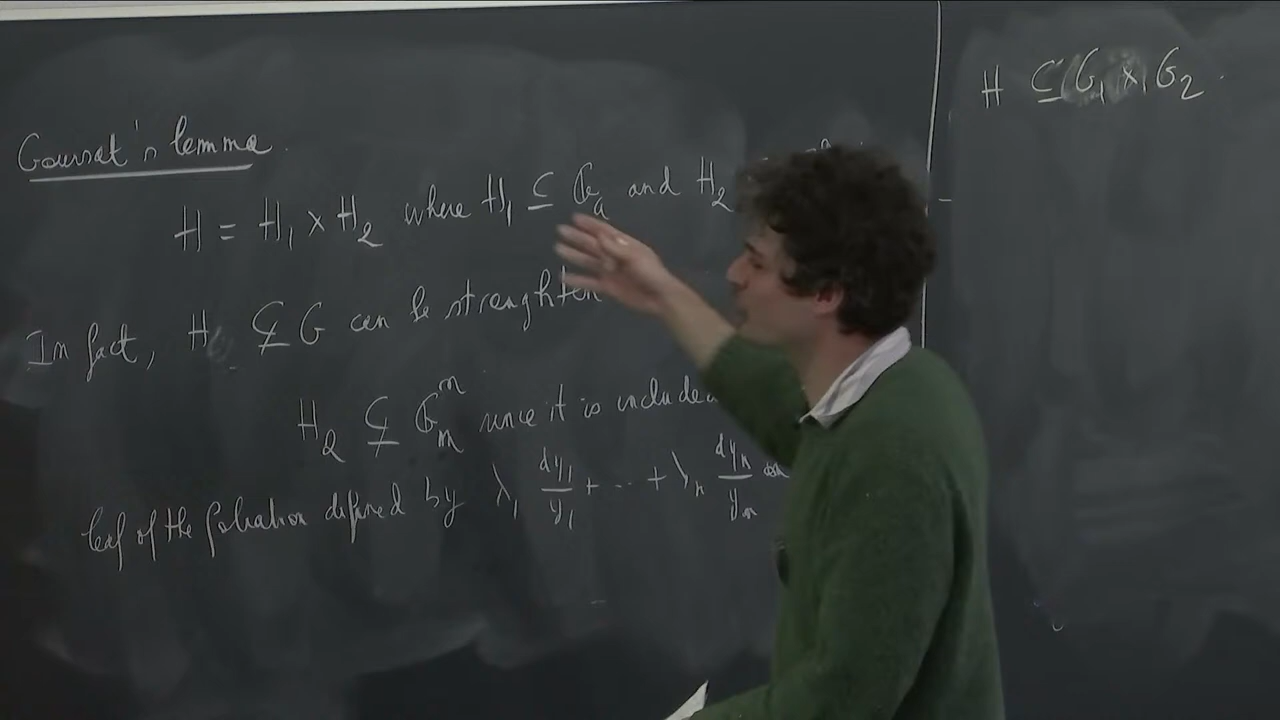 Goursat's lemma.
H = H₁ × H₂ where H₁ ⊆ 𝔾ₐ and H₂
In fact, H ⊊ G can be straughten
H₂ ⊊ 𝔾ₘⁿ since it is included
leaf of the foliation defined by λ₁ dy₁/y₁ + ... + λₙ dyₙ/yₙ
H ⊆ G₁ × G₂.